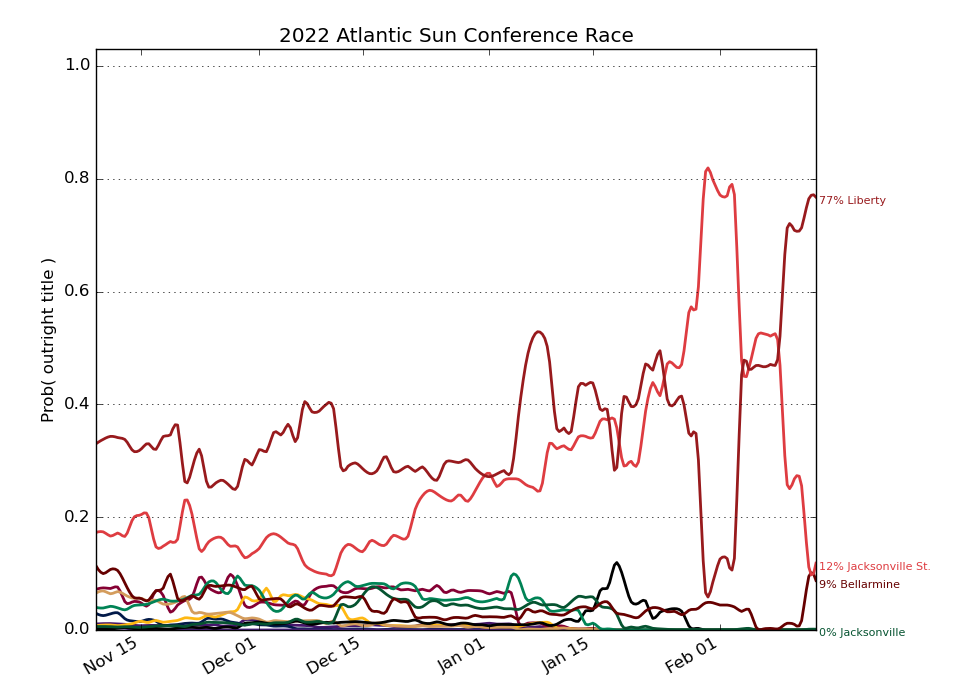 2022 Atlantic Sun Conference Race
Prob( outright title )
1.0
0.8
0.6
0.4
0.2
0.0
77% Liberty
12% Jacksonville St.
9% Bellarmine
0% Jacksonville
Nov 15
Dec 01
Dec 15
Jan 01
Jan 15
Feb 01